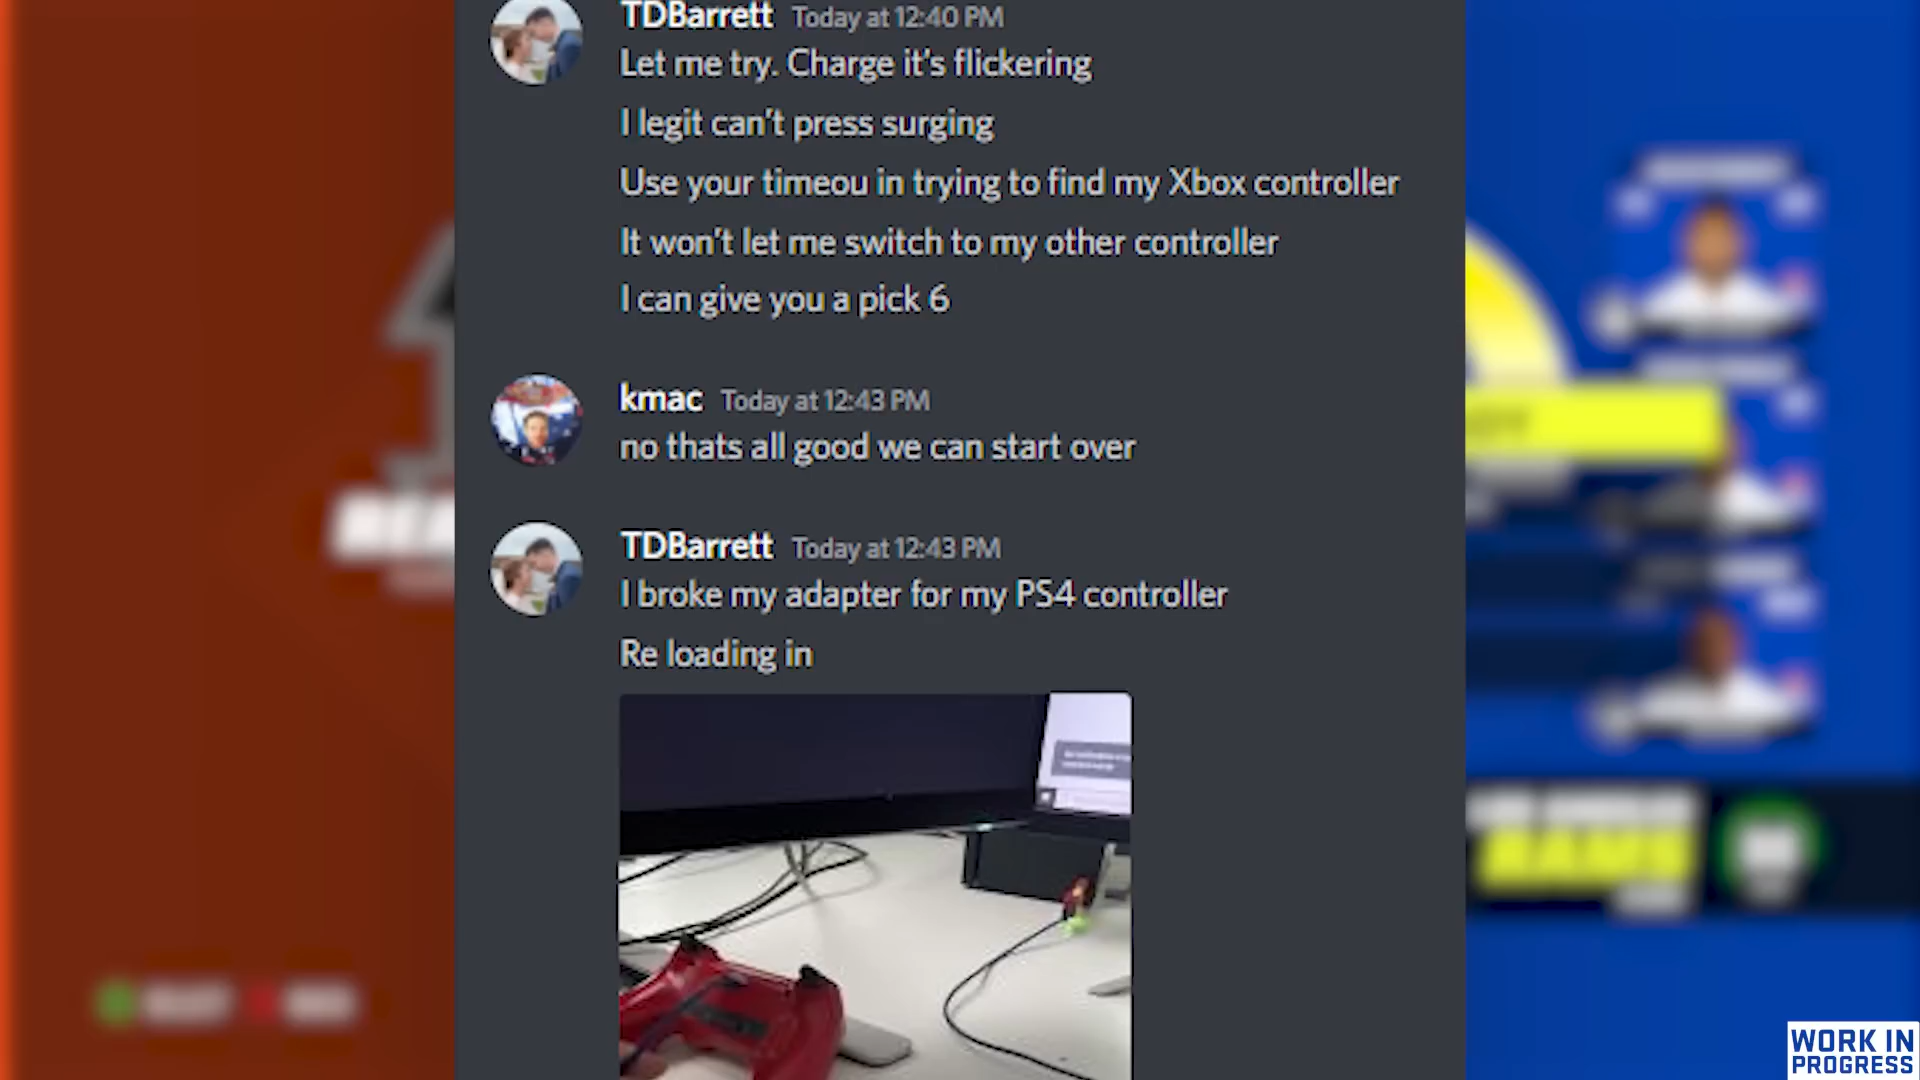 TDBarrett Today at 12:40 PM
Let me try. Charge it's flickering
I legit can't press surging
Use your timeou in trying to find my Xbox controller
It won't let me switch to my other controller
I can give you a pick 6
kmac Today at 12:43 PM
no thats all good we can start over
TDBarrett Today at 12:43 PM
I broke my adapter for my PS4 controller
Re loading in
RAMS
WORK IN
PROGRESS